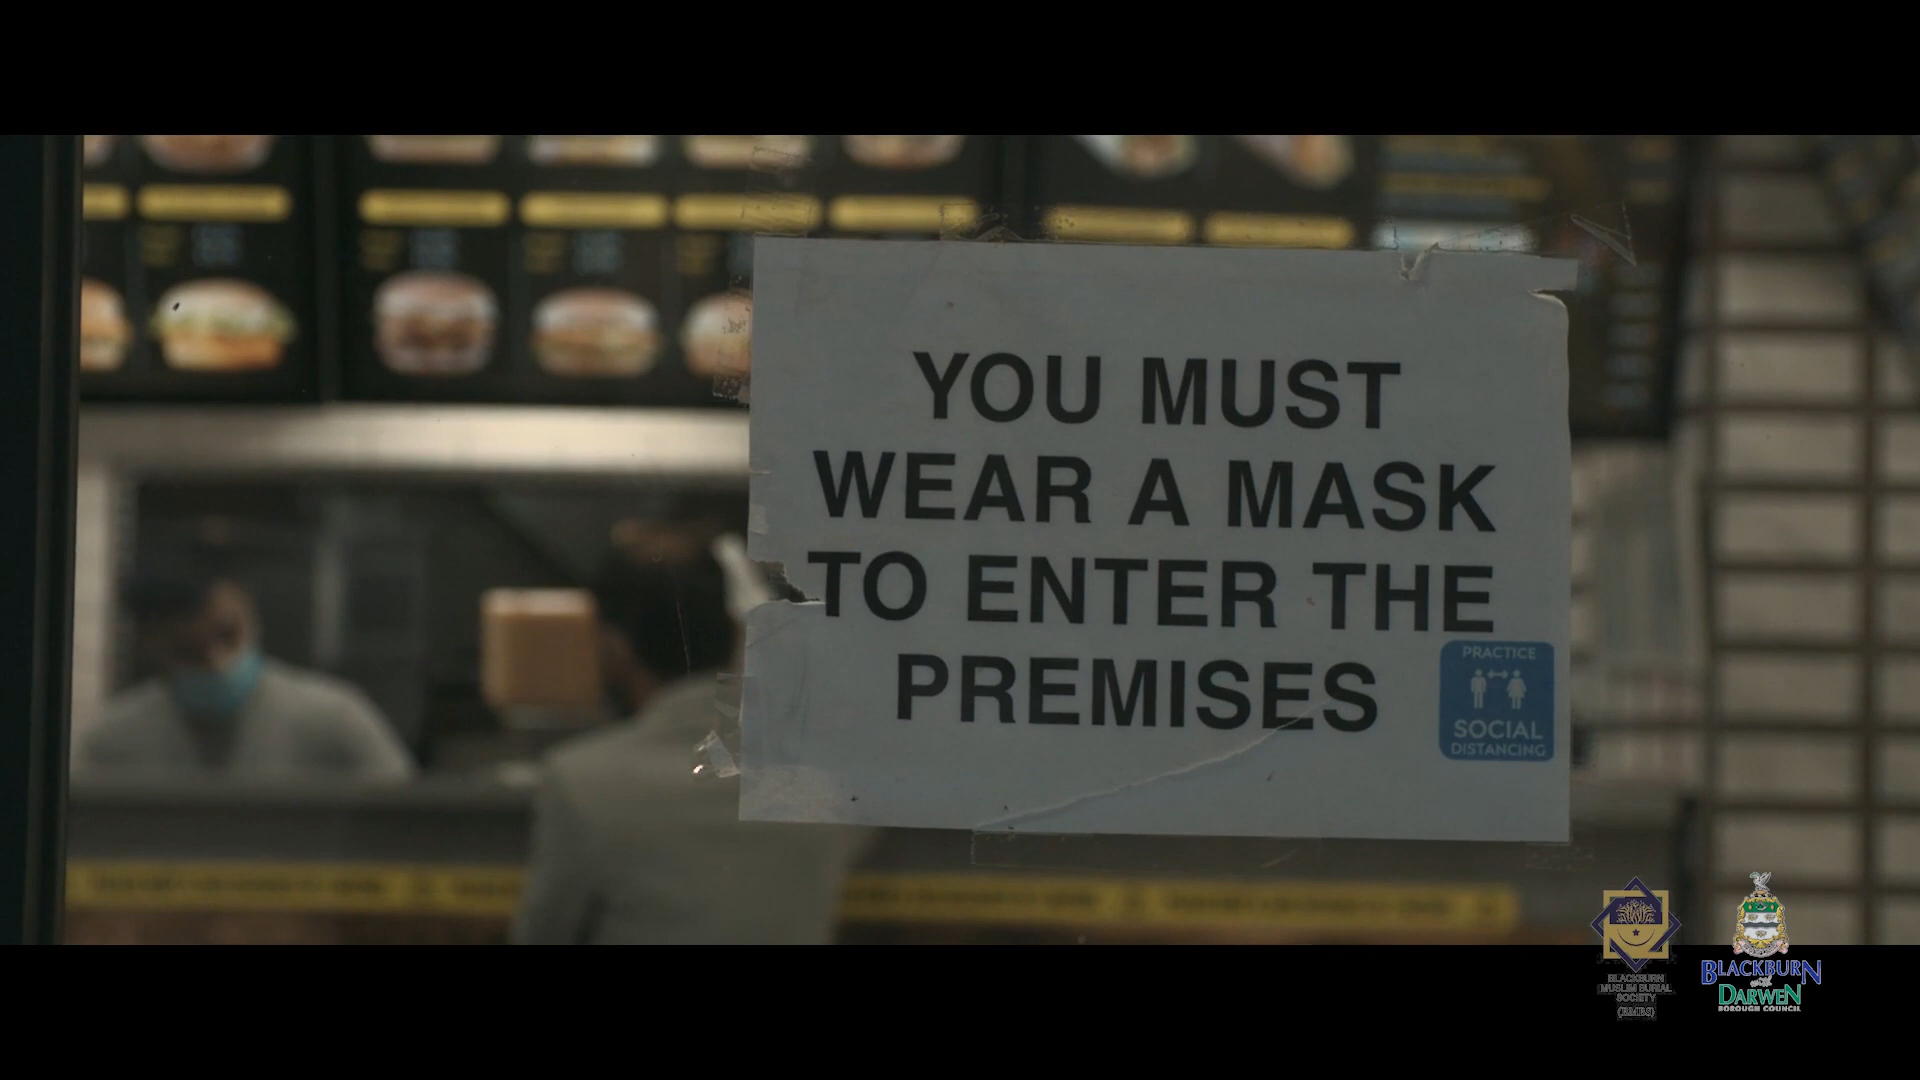 YOU MUST
WEAR A MASK
TO ENTER THE
PREMISES
PRACTICE
SOCIAL
DISTANCING
BLACKBURN
MUSLIM BURIAL
SOCIETY
(BMBS)
BLACKBURN
with
DARWEN
BOROUGH COUNCIL